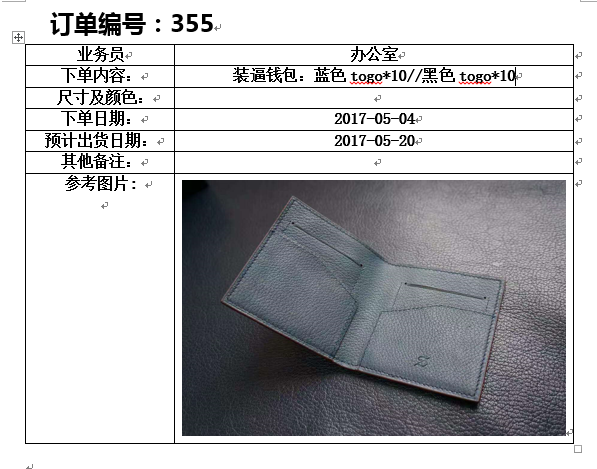 订单编号：355
业务员 办公室
下单内容： 装逼钱包：蓝色 togo*10//黑色 togo*10
尺寸及颜色：
下单日期： 2017-05-04
预计出货日期： 2017-05-20
其他备注：
参考图片：